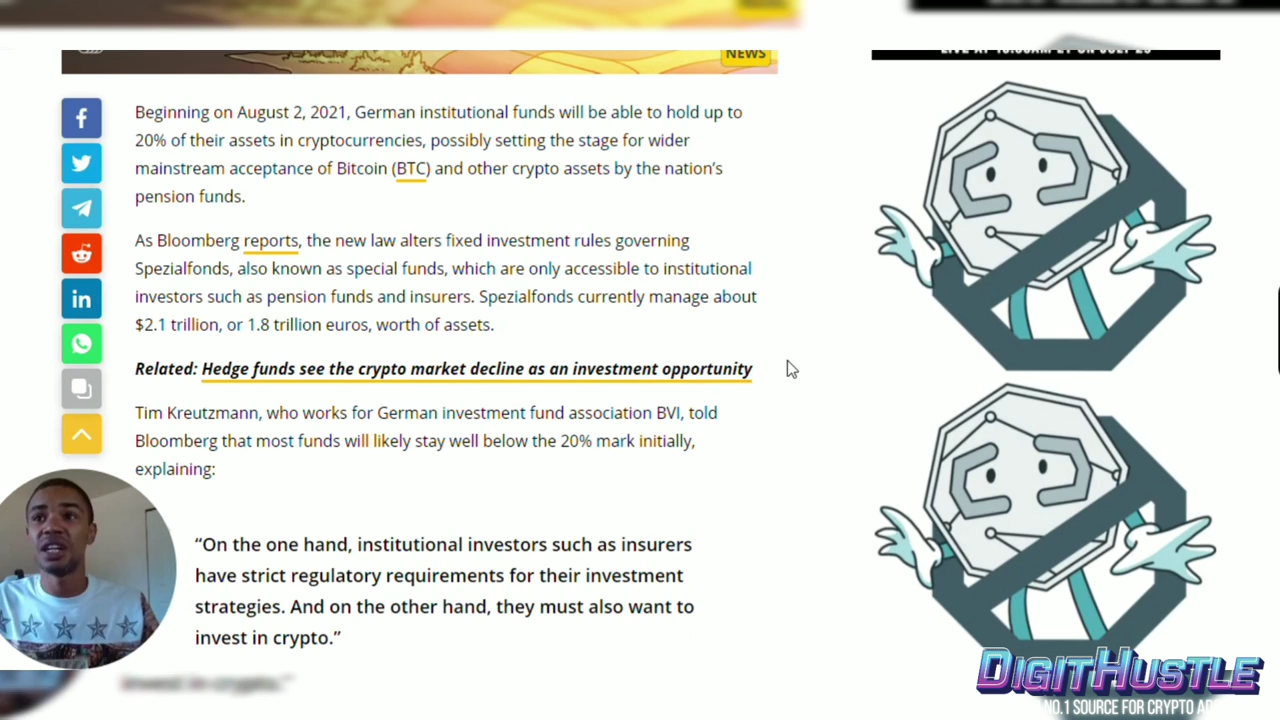 NEWS
Beginning on August 2, 2021, German institutional funds will be able to hold up to
20% of their assets in cryptocurrencies, possibly setting the stage for wider
mainstream acceptance of Bitcoin (BTC) and other crypto assets by the nation’s
pension funds.
As Bloomberg reports, the new law alters fixed investment rules governing
Spezialfonds, also known as special funds, which are only accessible to institutional
investors such as pension funds and insurers. Spezialfonds currently manage about
$2.1 trillion, or 1.8 trillion euros, worth of assets.
Related: Hedge funds see the crypto market decline as an investment opportunity
Tim Kreutzmann, who works for German investment fund association BVI, told
Bloomberg that most funds will likely stay well below the 20% mark initially,
explaining:
“On the one hand, institutional investors such as insurers
have strict regulatory requirements for their investment
strategies. And on the other hand, they must also want to
invest in crypto.”
invest in crypto.”
DIGITHUSTLE
NO.1 SOURCE FOR CRYPTO